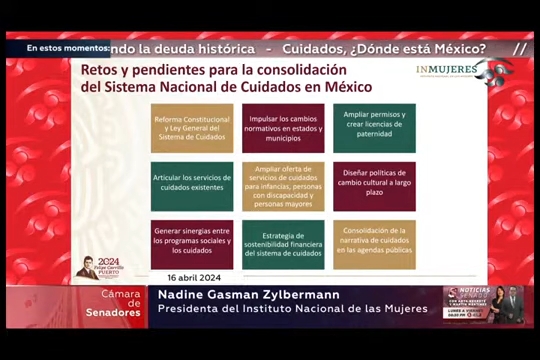 En estos momentos:
ndo la deuda histórica - Cuidados, ¿Dónde está México?
//
Retos y pendientes para la consolidación
del Sistema Nacional de Cuidados en México
INMUJERES
Reforma Constitucional
y Ley General del
Sistema de Cuidados
Impulsar los cambios
normativos en estados y
municipios
Ampliar permisos y
crear licencias de
paternidad
Articular los servicios de
cuidados existentes
Ampliar oferta de
servicios de cuidados
para infancias, personas
con discapacidad y
personas mayores
Diseñar políticas de
cambio cultural a largo
plazo
Generar sinergias entre
los programas sociales y
los cuidados
Estrategia de
sostenibilidad financiera
del sistema de cuidados
Consolidación de la
narrativa de cuidados
en las agendas públicas
2024
Felipe Carrillo
PUERTO
16 abril 2024
Cámara
de
Senadores
Nadine Gasman Zylbermann
Presidenta del Instituto Nacional de las Mujeres
NOTICIAS
SENADO
LUNES A VIERNES